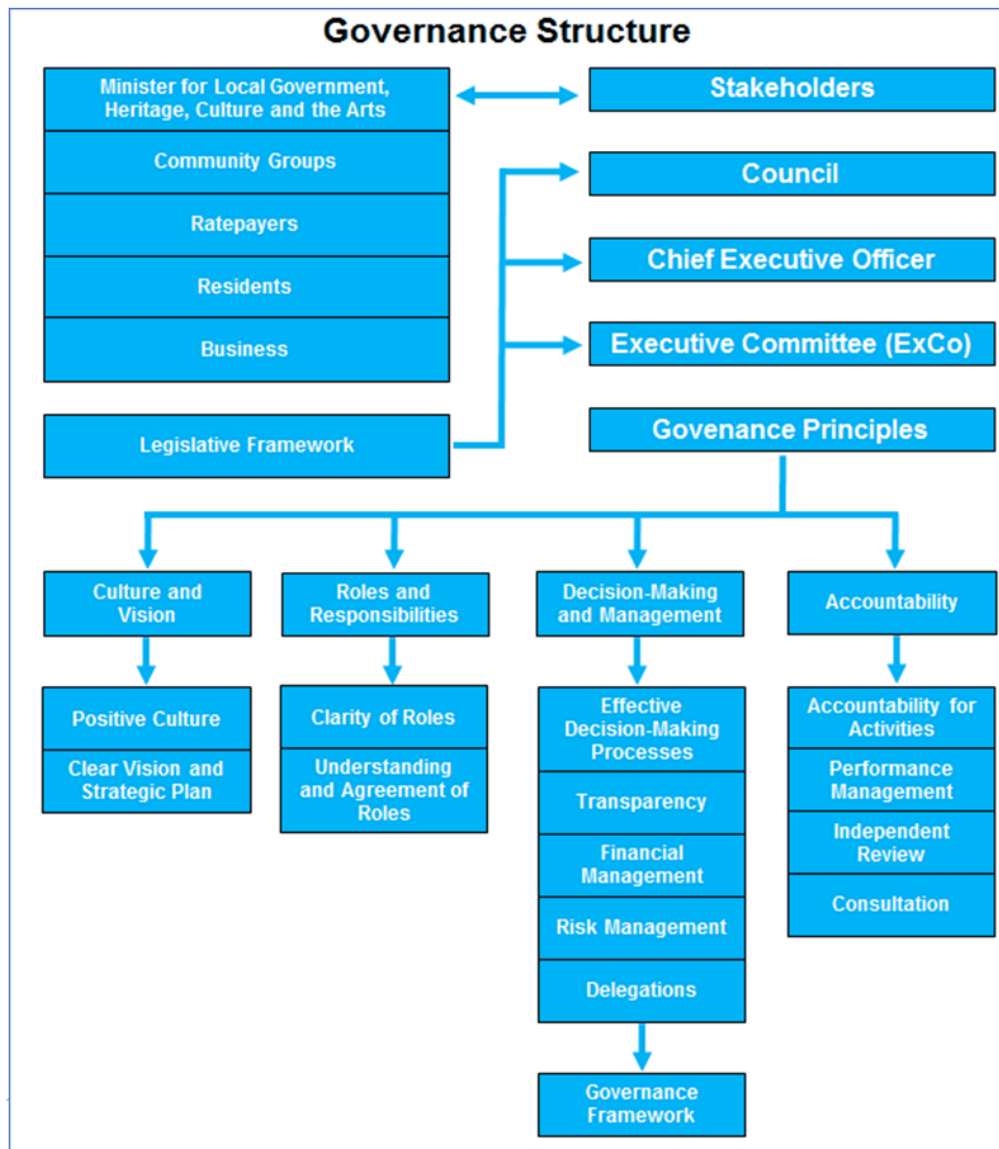 Governance Structure
Minister for Local Government,
Heritage, Culture and the Arts
Stakeholders
Community Groups
Council
Ratepayers
Chief Executive Officer
Residents
Business
Executive Committee (ExCo)
Legislative Framework
Govenance Principles
Culture and
Vision
Roles and
Responsibilities
Decision-Making
and Management
Accountability
Positive Culture
Clear Vision and
Strategic Plan
Clarity of Roles
Understanding
and Agreement of
Roles
Effective
Decision-Making
Processes
Transparency
Financial
Management
Risk Management
Delegations
Governance
Framework
Accountability for
Activities
Performance
Management
Independent
Review
Consultation